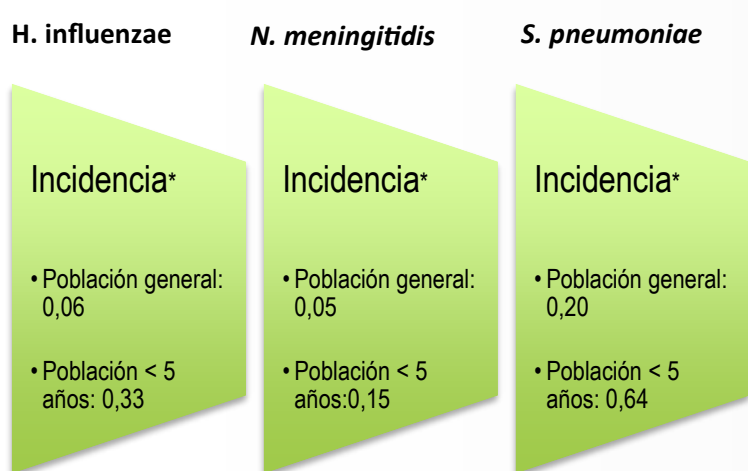 H. influenzae
Incidencia*
• Población general:
0,06
• Población < 5
años: 0,33
N. meningitidis
Incidencia*
• Población general:
0,05
• Población < 5
años:0,15
S. pneumoniae
Incidencia*
• Población general:
0,20
• Población < 5
años: 0,64